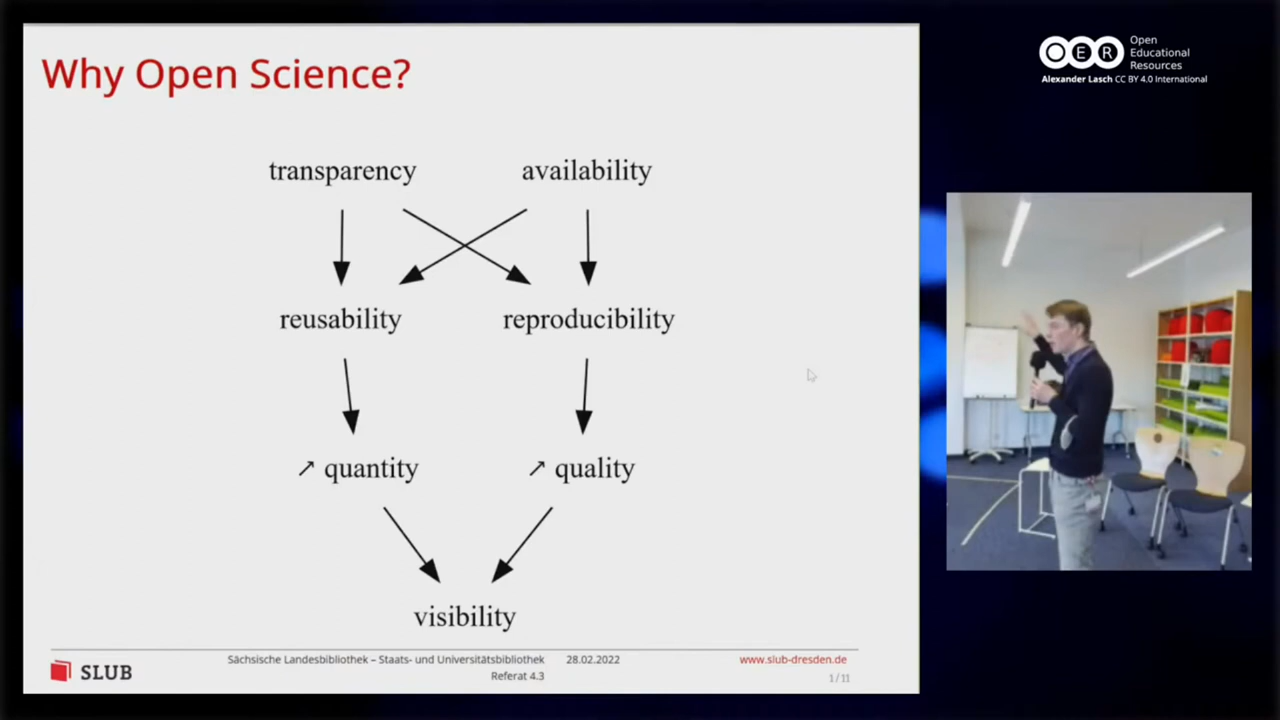 Why Open Science?
transparency
availability
reusability
reproducibility
↗ quantity
↗ quality
visibility
SLUB
Sächsische Landesbibliothek – Staats- und Universitätsbibliothek
Referat 4.3
28.02.2022
www.slub-dresden.de
1 / 11
OER
Open
Educational
Resources
Alexander Lasch CC BY 4.0 International